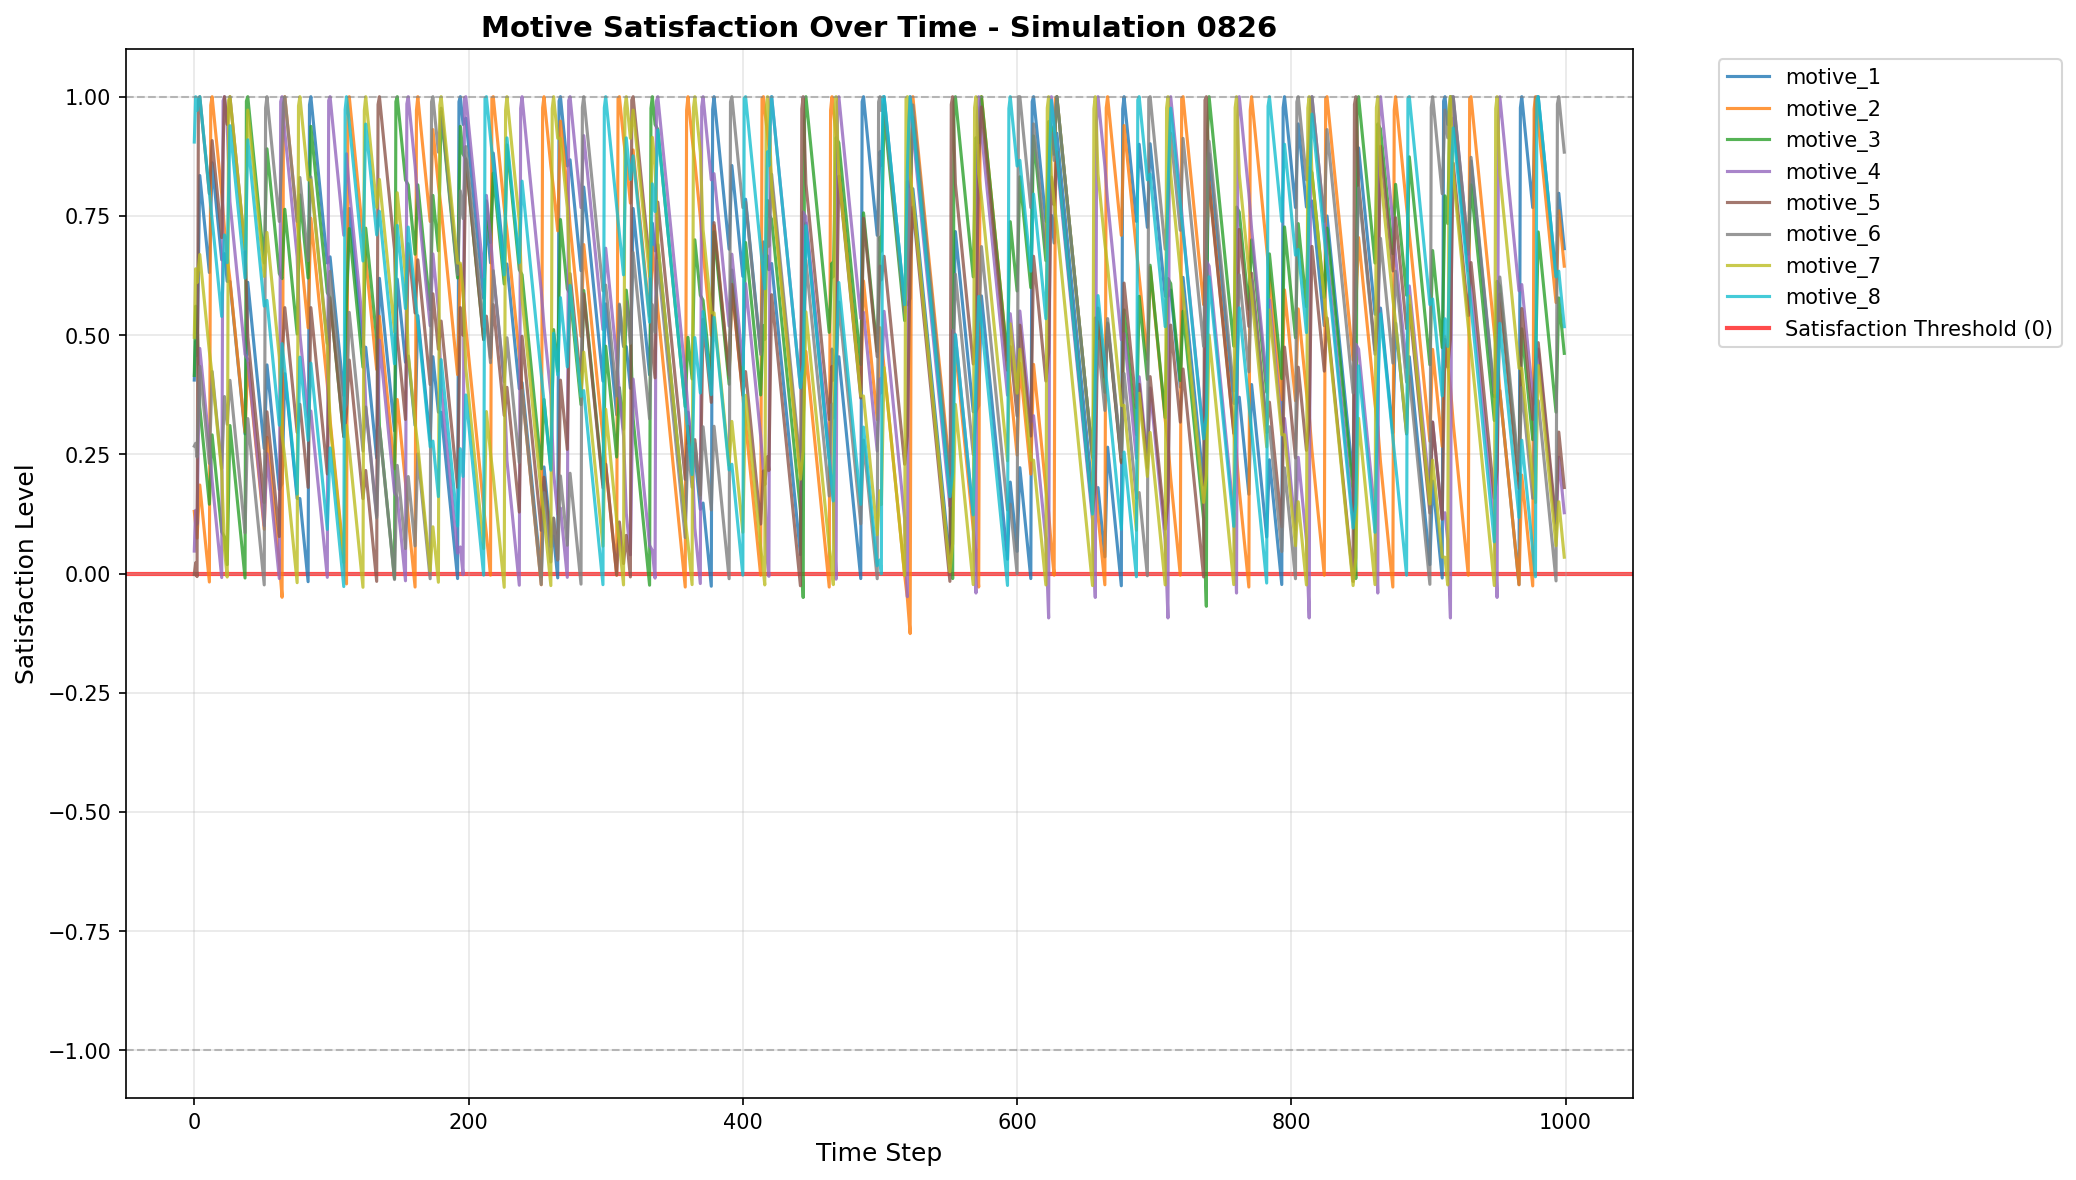 Motive Satisfaction Over Time - Simulation 0826
Satisfaction Level
1.00
0.75
0.50
0.25
0.00
−0.25
−0.50
−0.75
−1.00
0
200
400
600
800
1000
Time Step
motive_1
motive_2
motive_3
motive_4
motive_5
motive_6
motive_7
motive_8
Satisfaction Threshold (0)